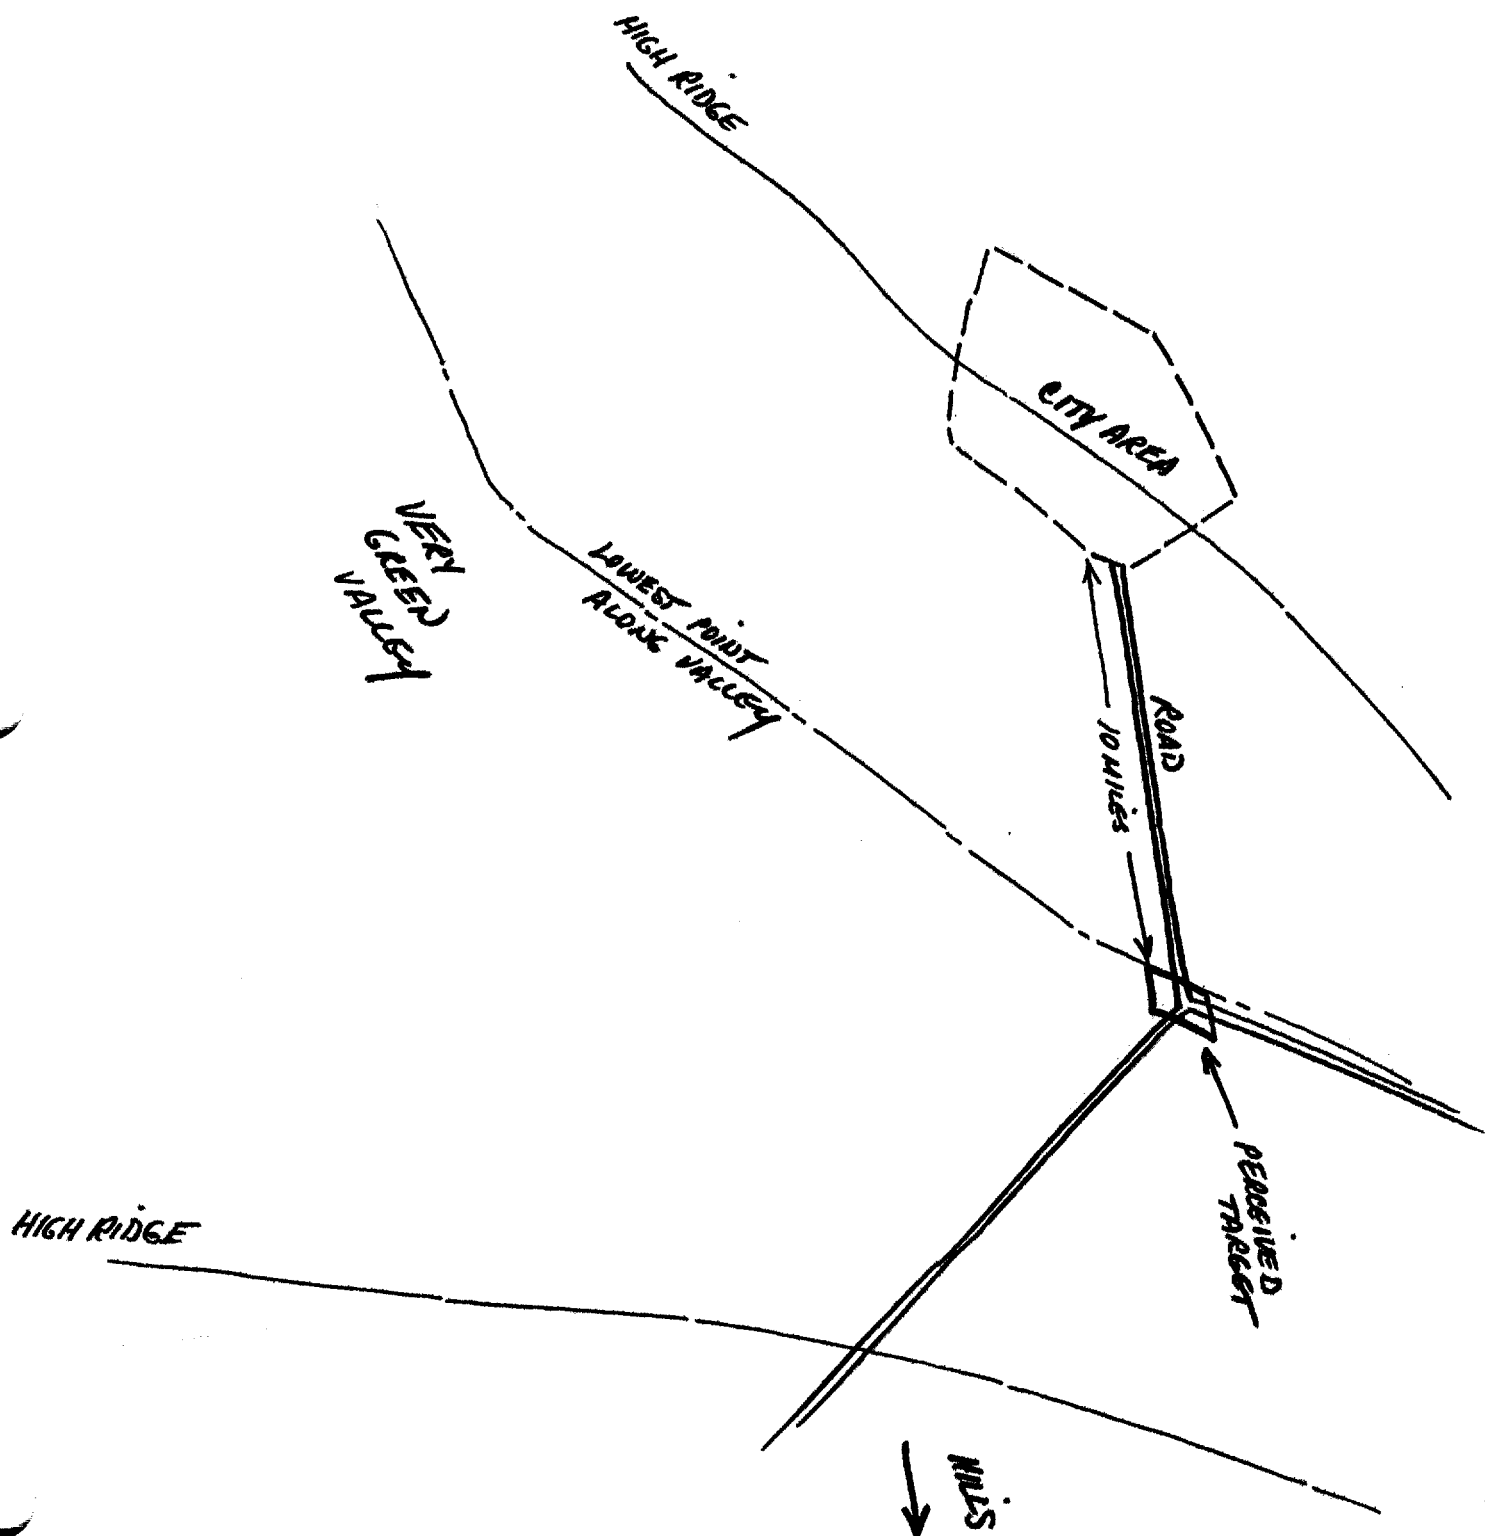 HIGH RIDGE
CITY AREA
VERY
GREEN
VALLEY
LOWEST POINT
ALONG VALLEY
ROAD
10 MILES
PERCEIVED
TARGET
HIGH RIDGE
HILLS